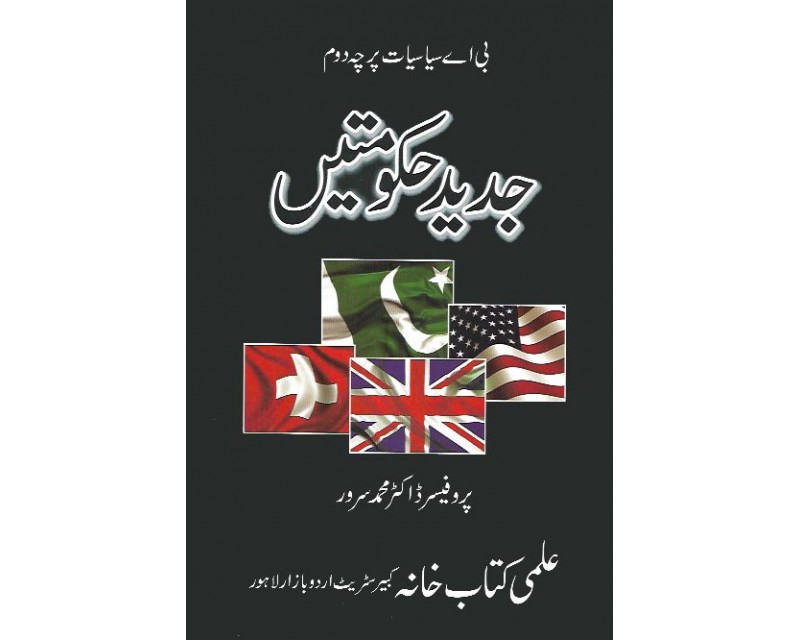 بی اے سیاسیات پرچہ دوم
جدید حکومتیں
پروفیسر ڈاکٹر محمد سرور
علمی کتاب خانہ کبیر سٹریٹ اردو بازار لاہور